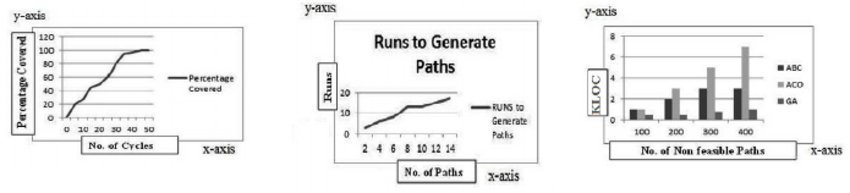 y-axis
Percentage Covered
120
100
80
60
40
20
0
0 10 20 30 40 50
Percentage
Covered
No. of Cycles
x-axis
y-axis
Runs to Generate
Paths
Runs
20
10
0
2 4 6 8 10 12 14
RUNS to
Generate
Paths
No. of Paths
x-axis
y-axis
KLOC
8
6
4
2
0
100 200 300 400
ABC
ACO
GA
No. of Non feasible Paths
x-axis